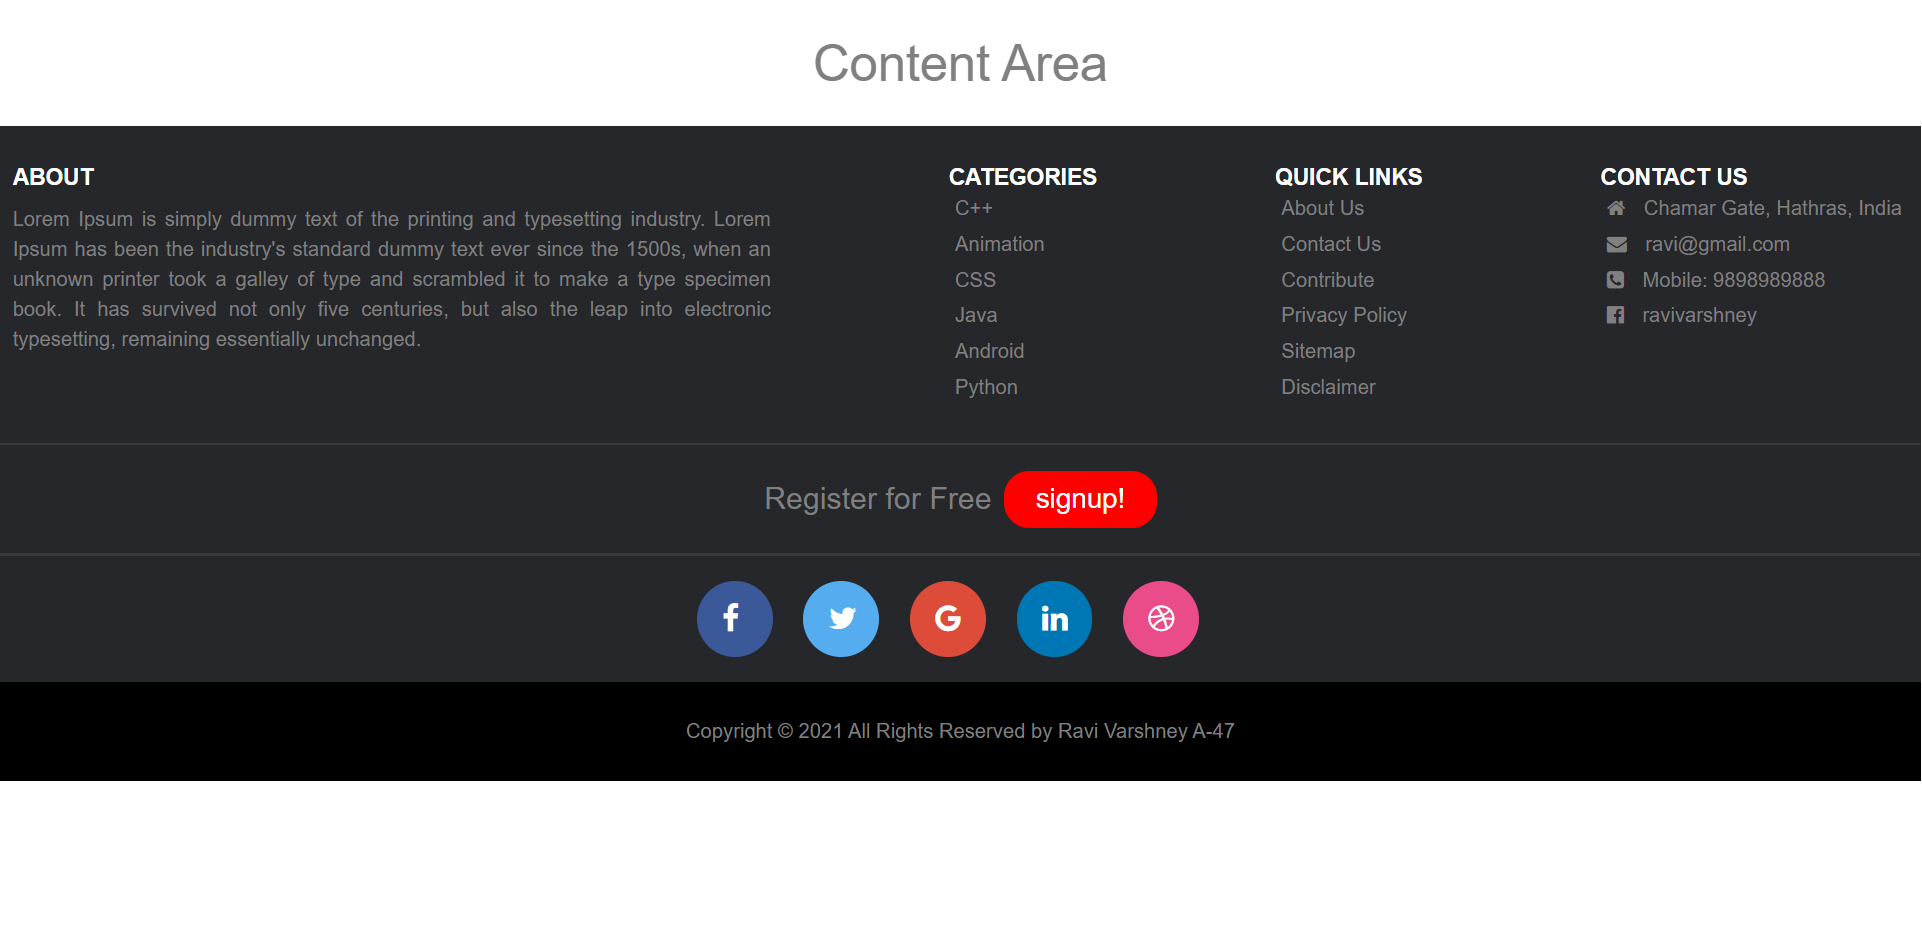 Content Area
ABOUT
Lorem Ipsum is simply dummy text of the printing and typesetting industry. Lorem
Ipsum has been the industry's standard dummy text ever since the 1500s, when an
unknown printer took a galley of type and scrambled it to make a type specimen
book. It has survived not only five centuries, but also the leap into electronic
typesetting, remaining essentially unchanged.
CATEGORIES
C++
Animation
CSS
Java
Android
Python
QUICK LINKS
About Us
Contact Us
Contribute
Privacy Policy
Sitemap
Disclaimer
CONTACT US
Chamar Gate, Hathras, India
ravi@gmail.com
Mobile: 9898989888
ravivarshney
Register for Free signup!
Copyright © 2021 All Rights Reserved by Ravi Varshney A-47